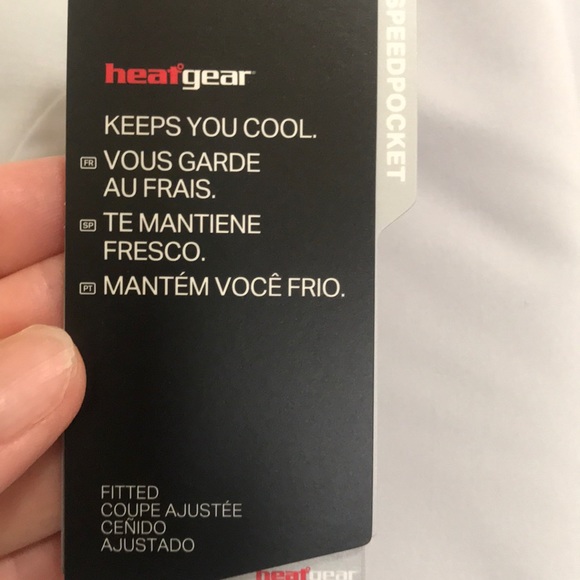 heatgear
KEEPS YOU COOL.
FR VOUS GARDE
AU FRAIS.
SP TE MANTIENE
FRESCO.
PT MANTÉM VOCÊ FRIO.
FITTED
COUPE AJUSTÉE
CEÑIDO
AJUSTADO
SPEEDPOCKET
heatgear